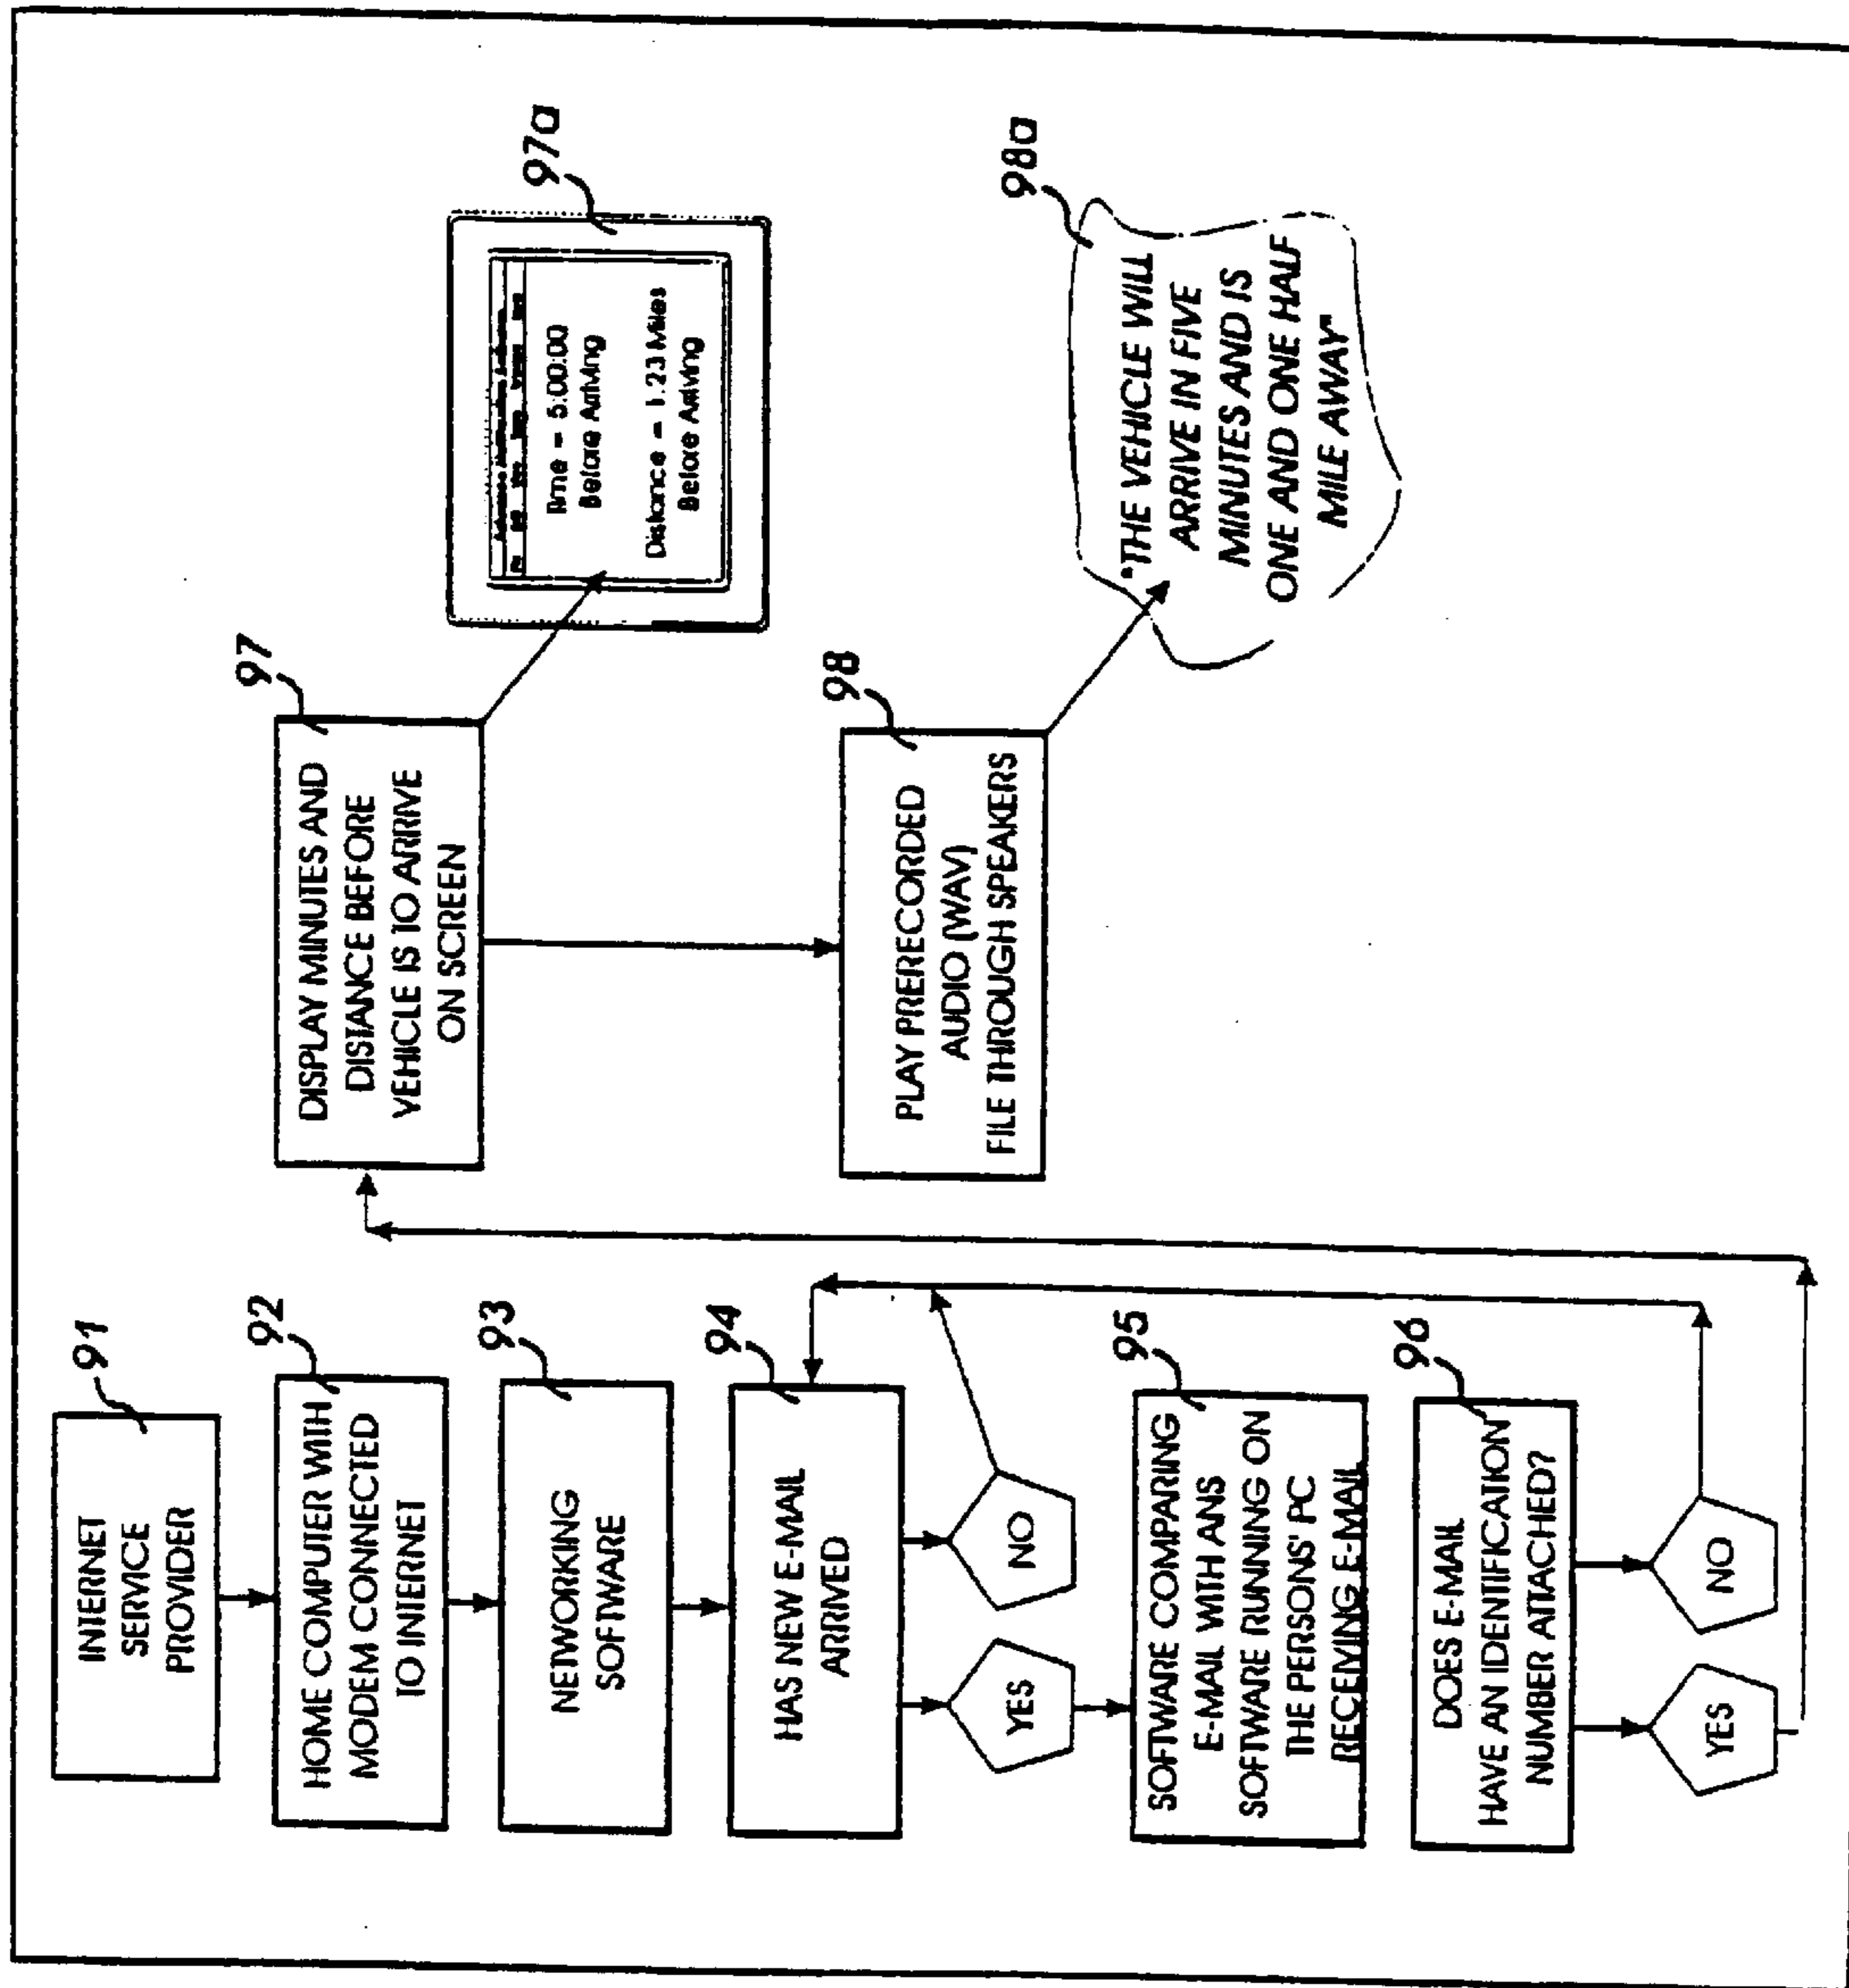 91
INTERNET
SERVICE
PROVIDER
92
HOME COMPUTER WITH
MODEM CONNECTED
TO INTERNET
93
NETWORKING
SOFTWARE
94
HAS NEW E-MAIL
ARRIVED
YES
NO
95
SOFTWARE COMPARING
E-MAIL WITH ANS
SOFTWARE RUNNING ON
THE PERSONS' PC
RECEIVING E-MAIL
96
DOES E-MAIL
HAVE AN IDENTIFICATION
NUMBER ATTACHED?
YES
NO
97
DISPLAY MINUTES AND
DISTANCE BEFORE
VEHICLE IS TO ARRIVE
ON SCREEN
97a
Time = 5:00:00
Before Arriving
Distance = 1.23 Miles
Before Arriving
98
PLAY PRERECORDED
AUDIO (WAV)
FILE THROUGH SPEAKERS
98a
"THE VEHICLE WILL
ARRIVE IN FIVE
MINUTES AND IS
ONE AND ONE HALF
MILE AWAY"